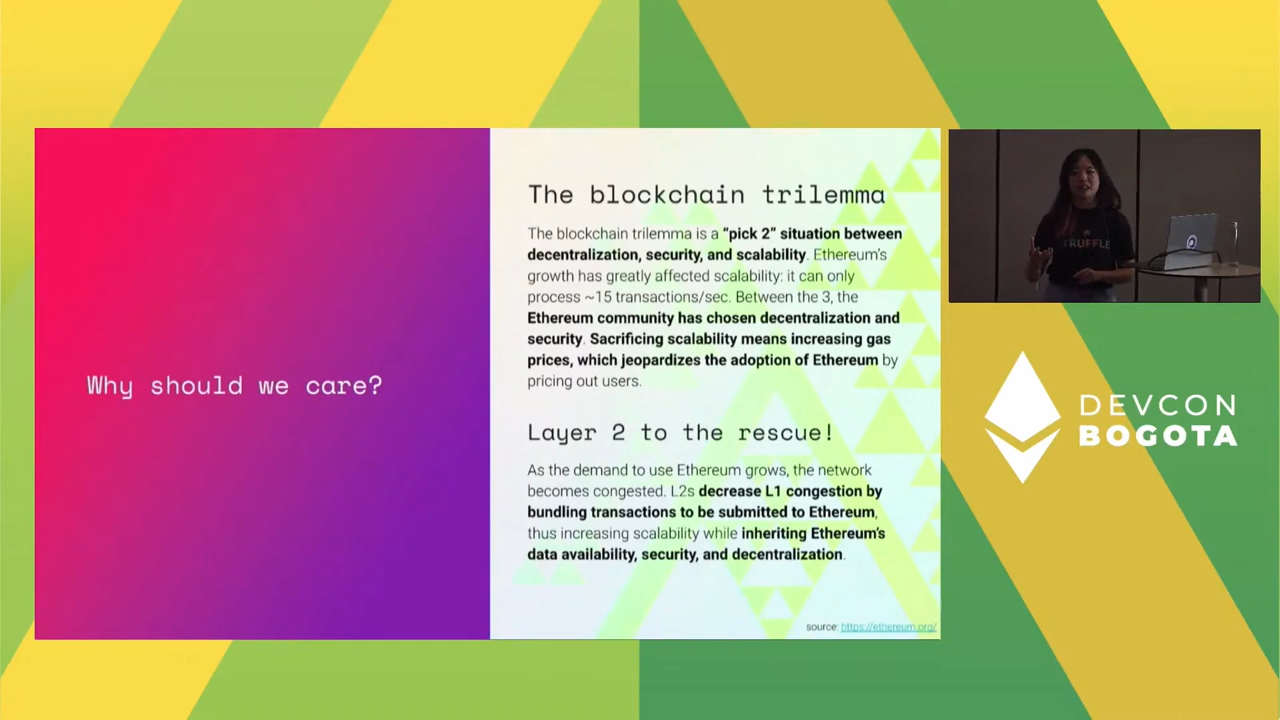 Why should we care?
The blockchain trilemma
The blockchain trilemma is a “pick 2” situation between
decentralization, security, and scalability. Ethereum’s
growth has greatly affected scalability: it can only
process ~15 transactions/sec. Between the 3, the
Ethereum community has chosen decentralization and
security. Sacrificing scalability means increasing gas
prices, which jeopardizes the adoption of Ethereum by
pricing out users.
Layer 2 to the rescue!
As the demand to use Ethereum grows, the network
becomes congested. L2s decrease L1 congestion by
bundling transactions to be submitted to Ethereum,
thus increasing scalability while inheriting Ethereum’s
data availability, security, and decentralization.
source: https://ethereum.org/
TRUFFLE
DEVCON
BOGOTA